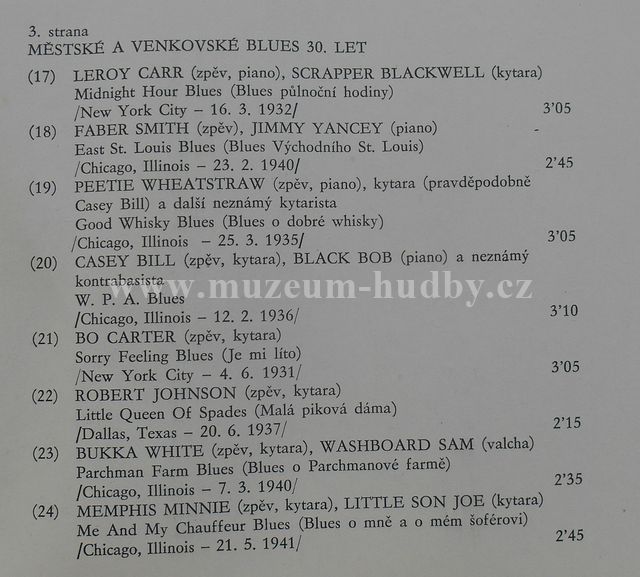 3. strana
MĚSTSKÉ A VENKOVSKÉ BLUES 30. LET
(17) LEROY CARR (zpěv, piano), SCRAPPER BLACKWELL (kytara)
Midnight Hour Blues (Blues půlnoční hodiny)
/New York City – 16. 3. 1932/ 3’05
(18) FABER SMITH (zpěv), JIMMY YANCEY (piano)
East St. Louis Blues (Blues Východního St. Louis)
/Chicago, Illinois – 23. 2. 1940/ 2’45
(19) PEETIE WHEATSTRAW (zpěv, piano), kytara (pravděpodobně
Casey Bill) a další neznámý kytarista
Good Whisky Blues (Blues o dobré whisky)
/Chicago, Illinois – 25. 3. 1935/ 3’05
(20) CASEY BILL (zpěv, kytara), BLACK BOB (piano) a neznámý
kontrabasista
www.muzeum-hudby.cz
W. P. A. Blues
/Chicago, Illinois – 12. 2. 1936/ 3’10
(21) BO CARTER (zpěv, kytara)
Sorry Feeling Blues (Je mi líto)
/New York City – 4. 6. 1931/ 3’05
(22) ROBERT JOHNSON (zpěv, kytara)
Little Queen Of Spades (Malá piková dáma)
/Dallas, Texas – 20. 6. 1937/ 2’15
(23) BUKKA WHITE (zpěv, kytara), WASHBOARD SAM (valcha)
Parchman Farm Blues (Blues o Parchmanově farmě)
/Chicago, Illinois – 7. 3. 1940/ 2’35
(24) MEMPHIS MINNIE (zpěv, kytara), LITTLE SON JOE (kytara)
Me And My Chauffeur Blues (Blues o mně a o mém šoférovi)
/Chicago, Illinois – 21. 5. 1941/ 2’45